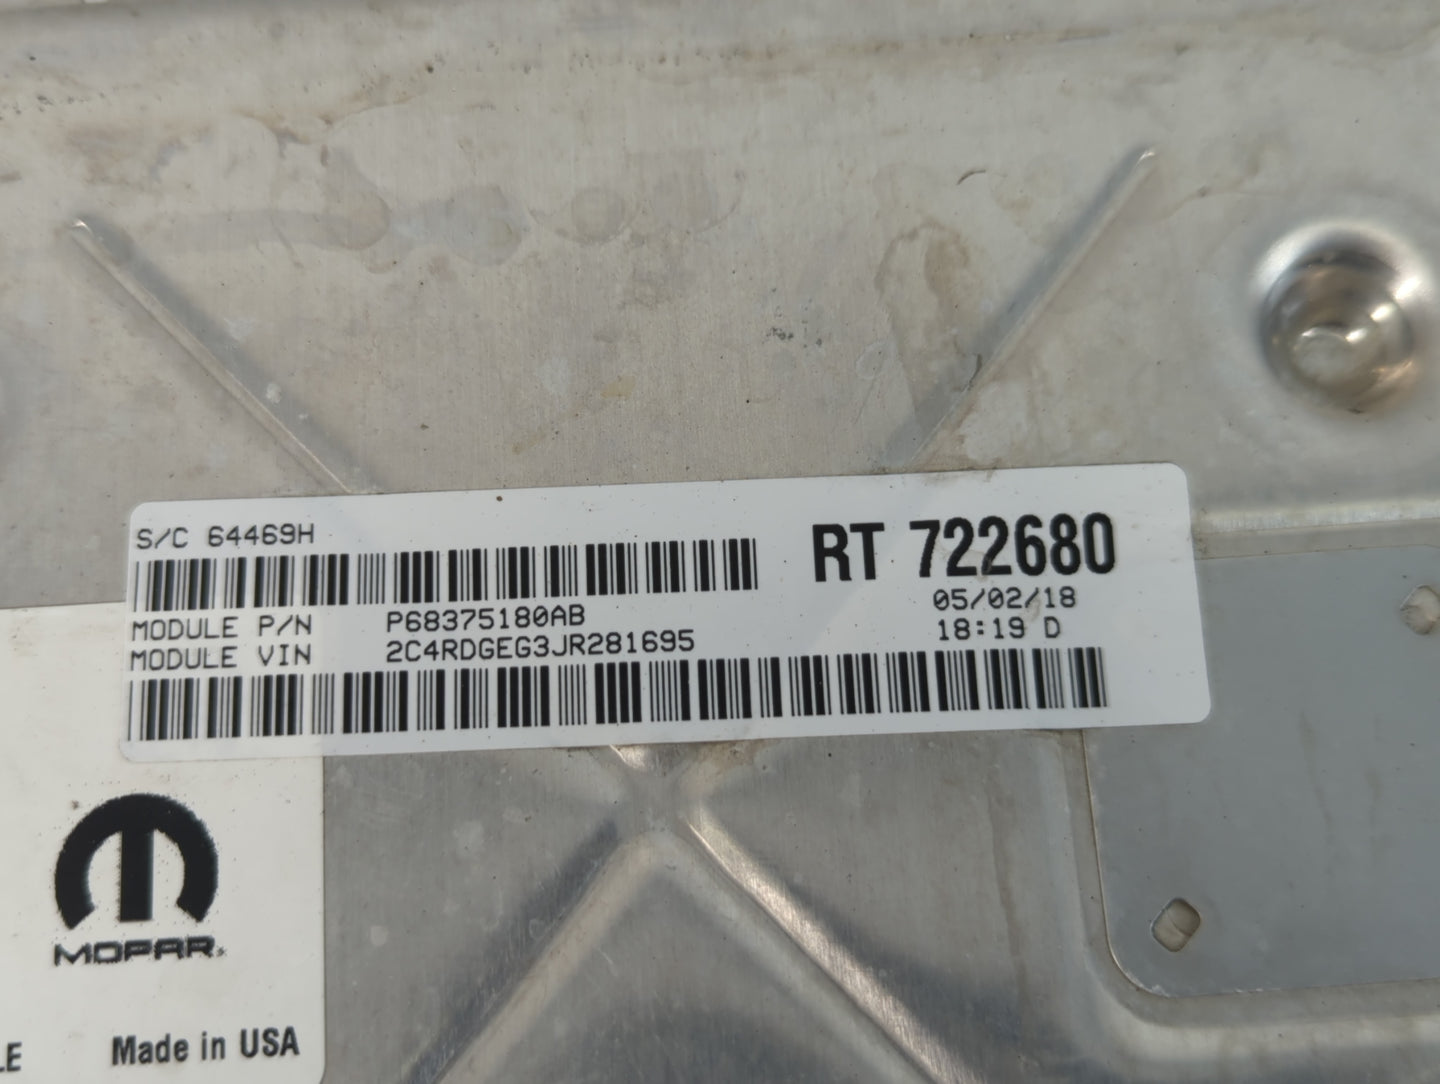 S/C 64469H
RT 722680
MODULE P/N P68375180AB
05/02/18
MODULE VIN 2C4RDGEG3JR281695
18:19 D
MOPAR
Made in USA